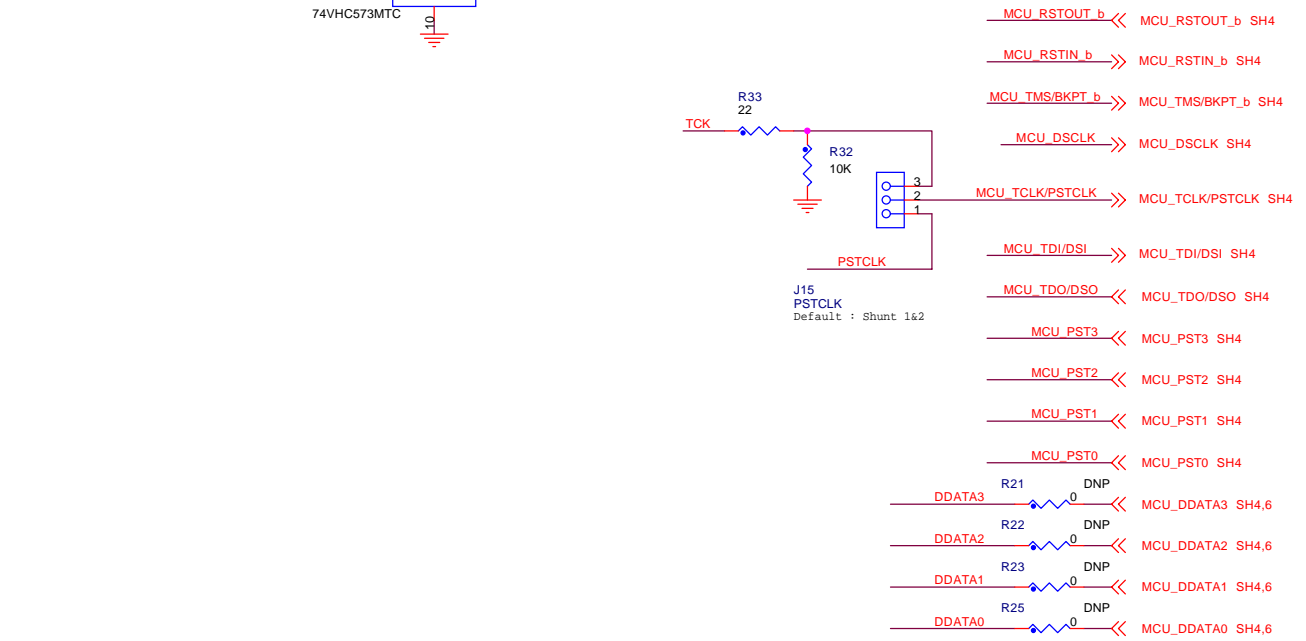 74VHC573MTC
10
MCU_RSTOUT_b MCU_RSTOUT_b SH4
MCU_RSTIN_b MCU_RSTIN_b SH4
R33
22
TCK
MCU_TMS/BKPT_b MCU_TMS/BKPT_b SH4
MCU_DSCLK MCU_DSCLK SH4
R32
10K
3
2
1
MCU_TCLK/PSTCLK MCU_TCLK/PSTCLK SH4
PSTCLK
MCU_TDI/DSI MCU_TDI/DSI SH4
J15
PSTCLK
Default : Shunt 1&2
MCU_TDO/DSO MCU_TDO/DSO SH4
MCU_PST3 MCU_PST3 SH4
MCU_PST2 MCU_PST2 SH4
MCU_PST1 MCU_PST1 SH4
MCU_PST0 MCU_PST0 SH4
R21 DNP
DDATA3 0 MCU_DDATA3 SH4,6
R22 DNP
DDATA2 0 MCU_DDATA2 SH4,6
R23 DNP
DDATA1 0 MCU_DDATA1 SH4,6
R25 DNP
DDATA0 0 MCU_DDATA0 SH4,6